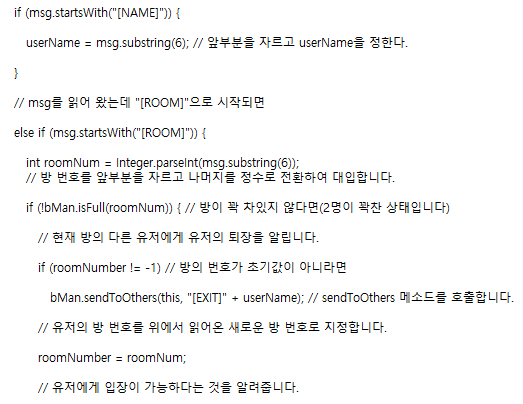 if (msg.startsWith("[NAME]")) {
userName = msg.substring(6); // 앞부분을 자르고 userName을 정한다.
}
// msg를 읽어 왔는데 "[ROOM]"으로 시작되면
else if (msg.startsWith("[ROOM]")) {
int roomNum = Integer.parseInt(msg.substring(6));
// 방 번호를 앞부분을 자르고 나머지를 정수로 전환하여 대입합니다.
if (!bMan.isFull(roomNum)) { // 방이 꽉 차있지 않다면(2명이 꽉찬 상태입니다)
// 현재 방의 다른 유저에게 유저의 퇴장을 알립니다.
if (roomNumber != -1) // 방의 번호가 초기값이 아니라면
bMan.sendToOthers(this, "[EXIT]" + userName); // sendToOthers 메소드를 호출합니다.
// 유저의 방 번호를 위에서 읽어온 새로운 방 번호로 지정합니다.
roomNumber = roomNum;
// 유저에게 입장이 가능하다는 것을 알려줍니다.